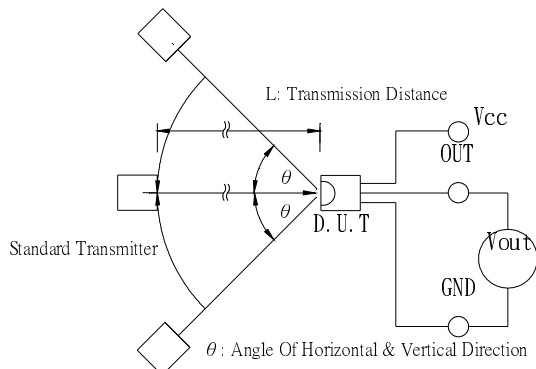 L: Transmission Distance
Vcc
OUT
θ
θ
D.U.T
Vout
Standard Transmitter
GND
θ : Angle Of Horizontal & Vertical Direction